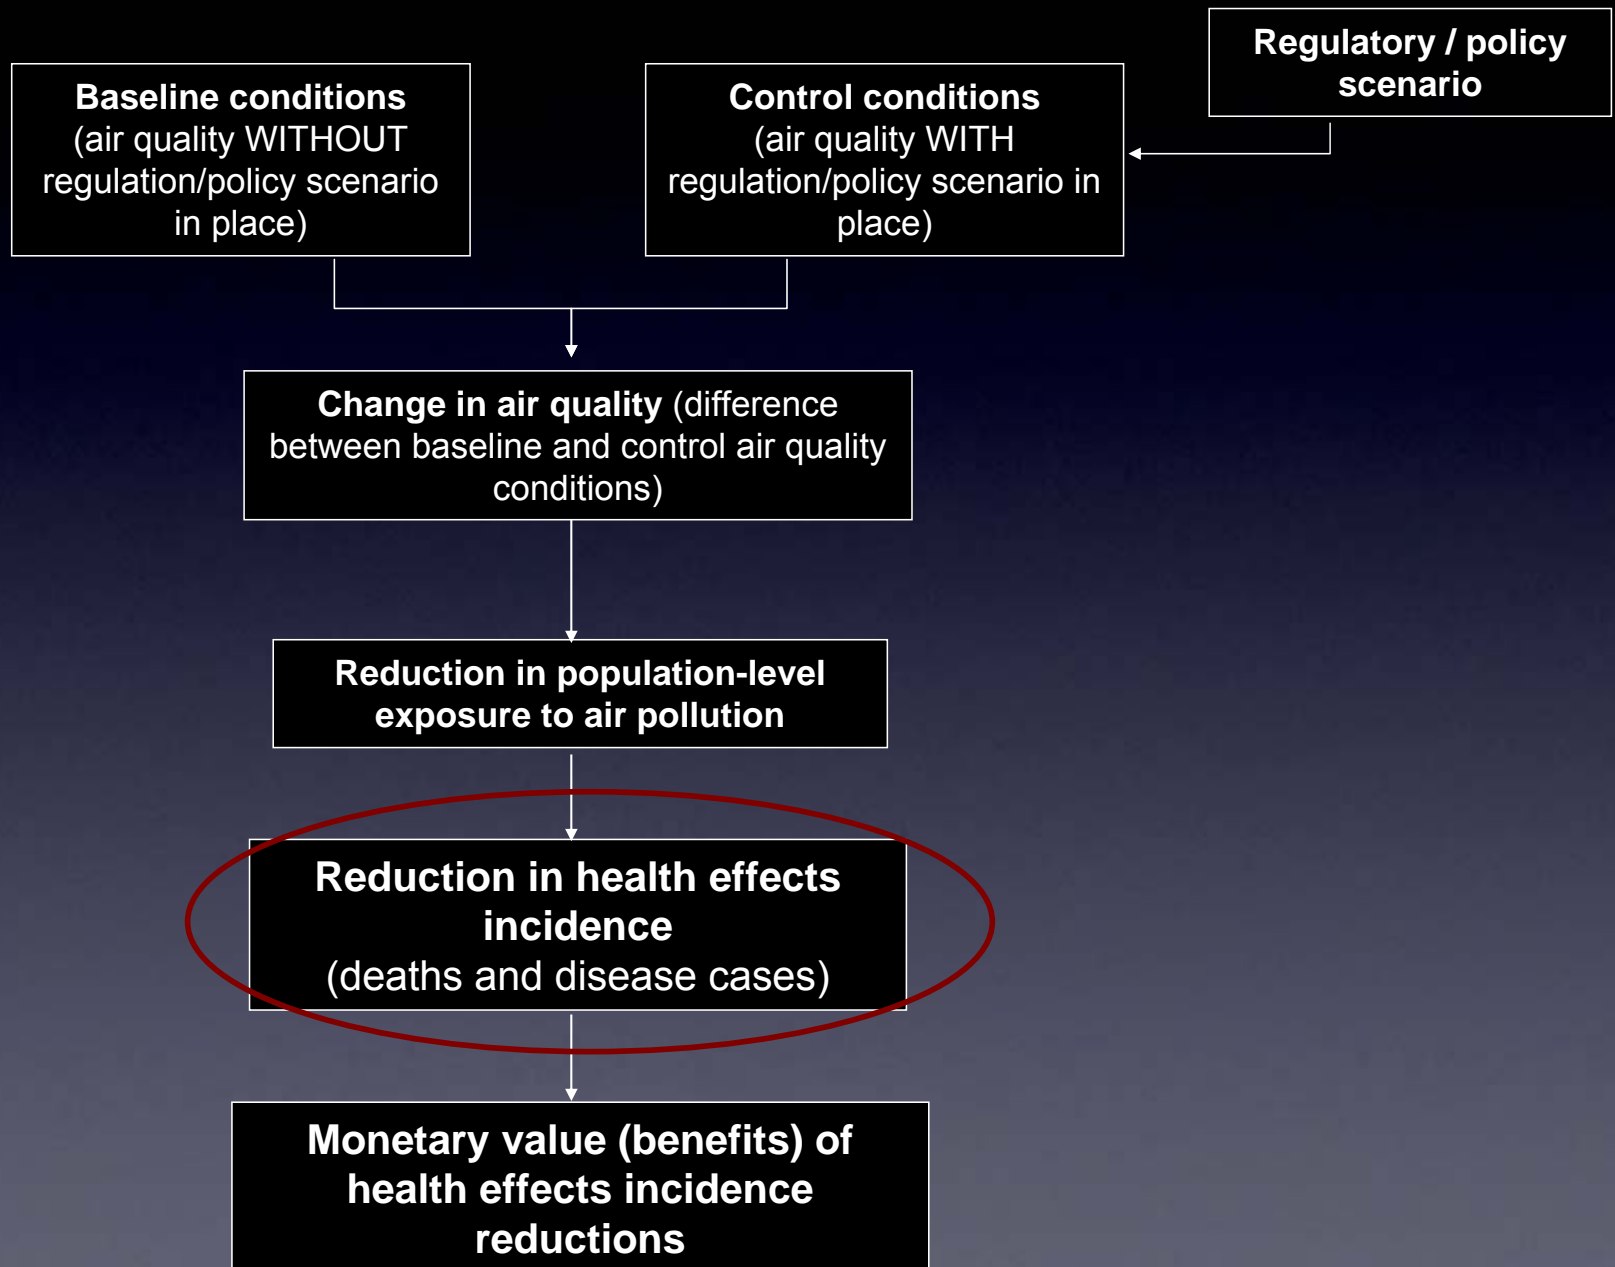 Regulatory / policy
scenario
Baseline conditions
(air quality WITHOUT
regulation/policy scenario
in place)
Control conditions
(air quality WITH
regulation/policy scenario in
place)
Change in air quality (difference
between baseline and control air quality
conditions)
Reduction in population-level
exposure to air pollution
Reduction in health effects
incidence
(deaths and disease cases)
Monetary value (benefits) of
health effects incidence
reductions